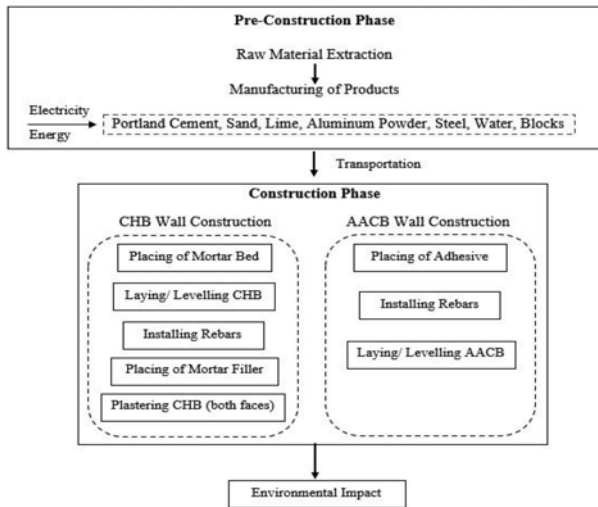 Pre-Construction Phase
Raw Material Extraction
Manufacturing of Products
Electricity
Energy
Portland Cement, Sand, Lime, Aluminum Powder, Steel, Water, Blocks
Transportation
Construction Phase
CHB Wall Construction
Placing of Mortar Bed
Laying/ Levelling CHB
Installing Rebars
Placing of Mortar Filler
Plastering CHB (both faces)
AACB Wall Construction
Placing of Adhesive
Installing Rebars
Laying/ Levelling AACB
Environmental Impact